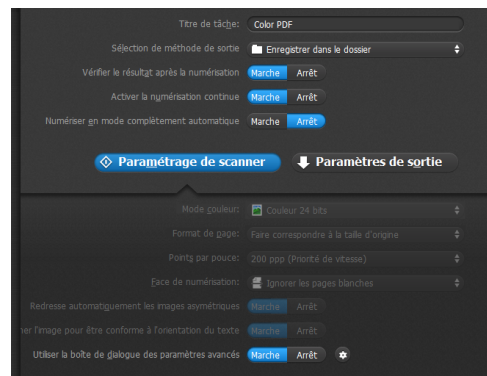 Titre de tâche: Color PDF
Sélection de méthode de sortie Enregistrer dans le dossier
Vérifier le résultat après la numérisation Marche Arrêt
Activer la numérisation continue Marche Arrêt
Numériser en mode complètement automatique Marche Arrêt
Paramétrage de scanner Paramètres de sortie
Mode couleur: Couleur 24 bits
Format de page: Faire correspondre à la taille d'origine
Points par pouce: 200 ppp (Priorité de vitesse)
Face de numérisation: Ignorer les pages blanches
Redresse automatiquement les images asymétriques Marche Arrêt
ner l'image pour être conforme à l'orientation du texte Marche Arrêt
Utiliser la boîte de dialogue des paramètres avancés Marche Arrêt